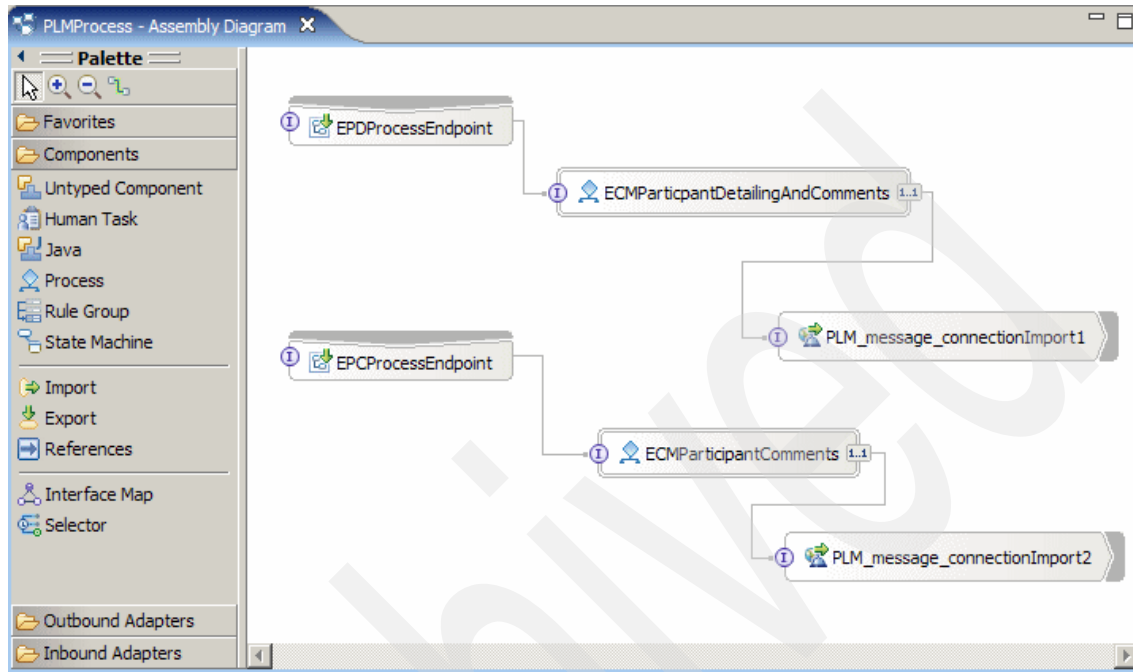 PLMProcess - Assembly Diagram
Palette
Favorites
Components
Untyped Component
Human Task
Java
Process
Rule Group
State Machine
Import
Export
References
Interface Map
Selector
Outbound Adapters
Inbound Adapters
I EPDProcessEndpoint
I ECMParticpantDetailingAndComments 1..1
I PLM_message_connectionImport1
I EPCProcessEndpoint
I ECMParticipantComments 1..1
I PLM_message_connectionImport2
hived